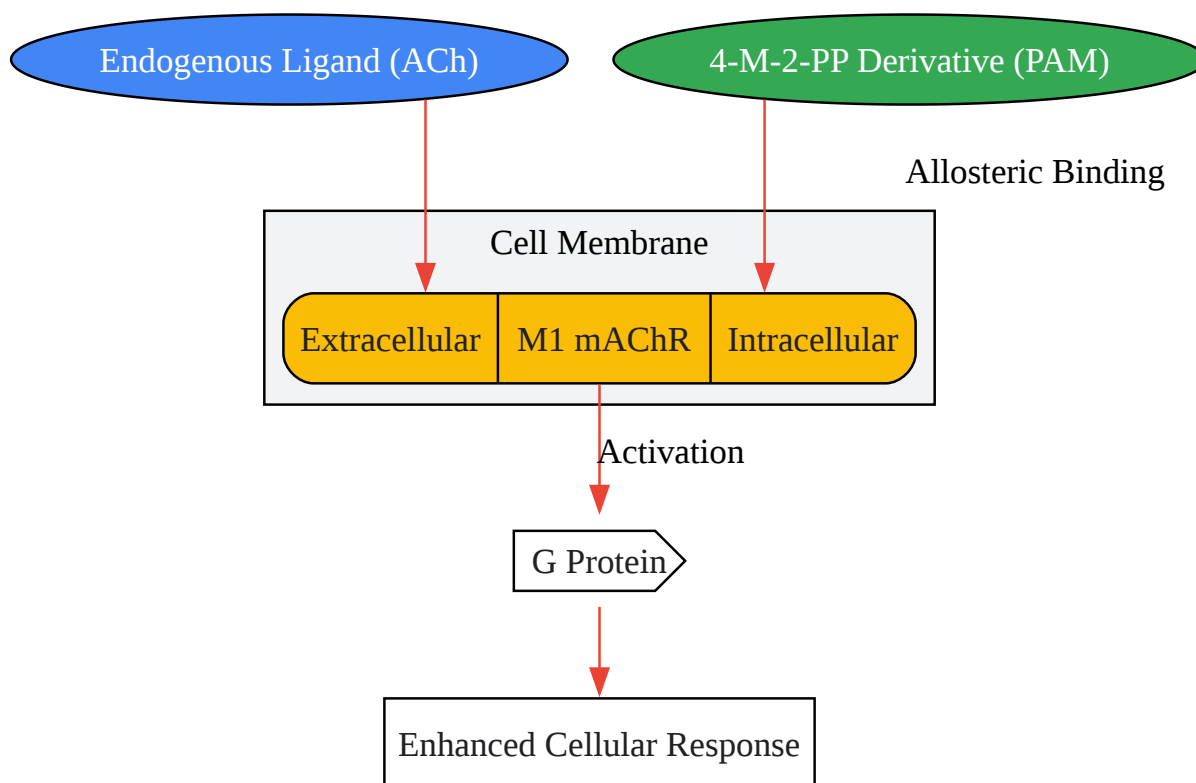 Endogenous Ligand (ACh)
4-M-2-PP Derivative (PAM)
Allosteric Binding
Cell Membrane
Extracellular
M1 mAChR
Intracellular
Activation
G Protein
Enhanced Cellular Response